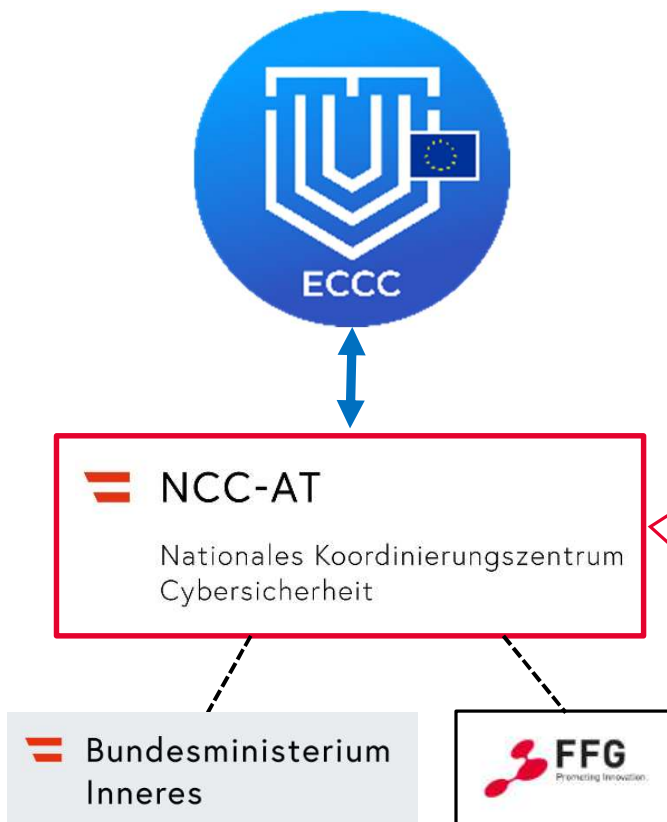 ECCC
NCC-AT
Nationales Koordinierungszentrum
Cybersicherheit
Bundesministerium
Inneres
FFG
Promoting Innovation.